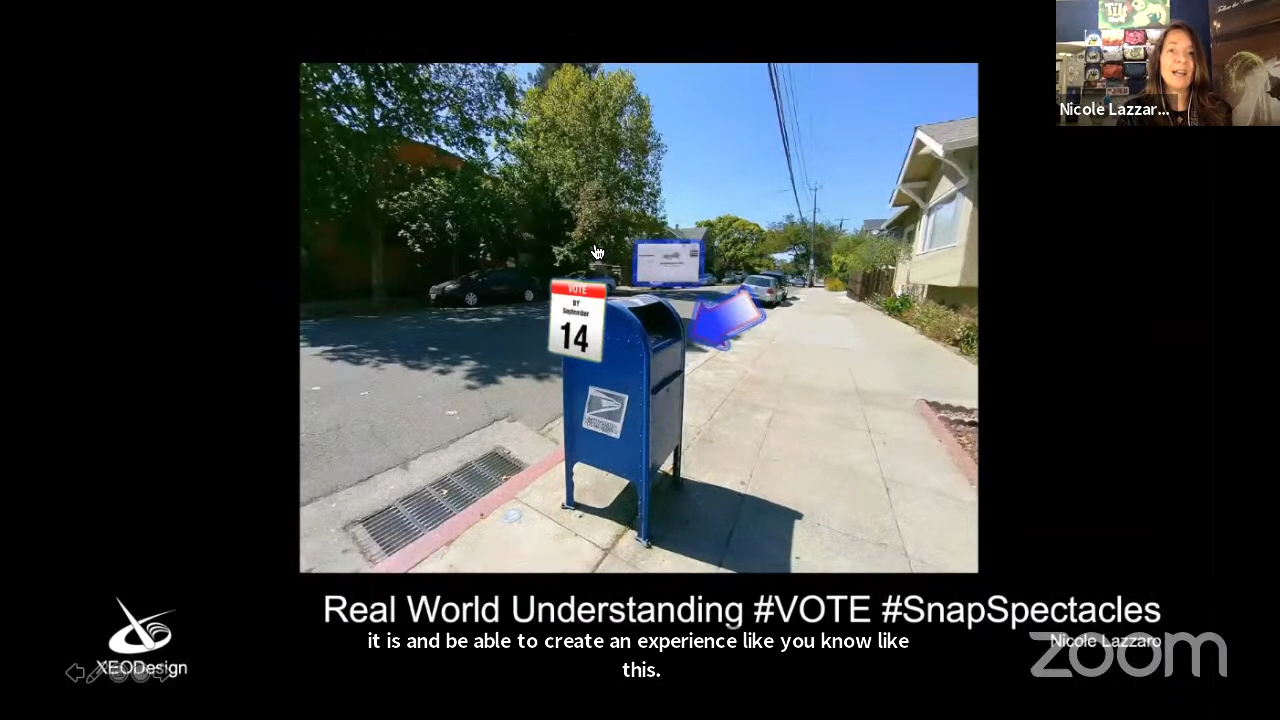 Nicole Lazzar...
VOTE
BY
September
14
Real World Understanding #VOTE #SnapSpectacles
Nicole Lazzaro
it is and be able to create an experience like you know like
this.
XEODesign
zoom